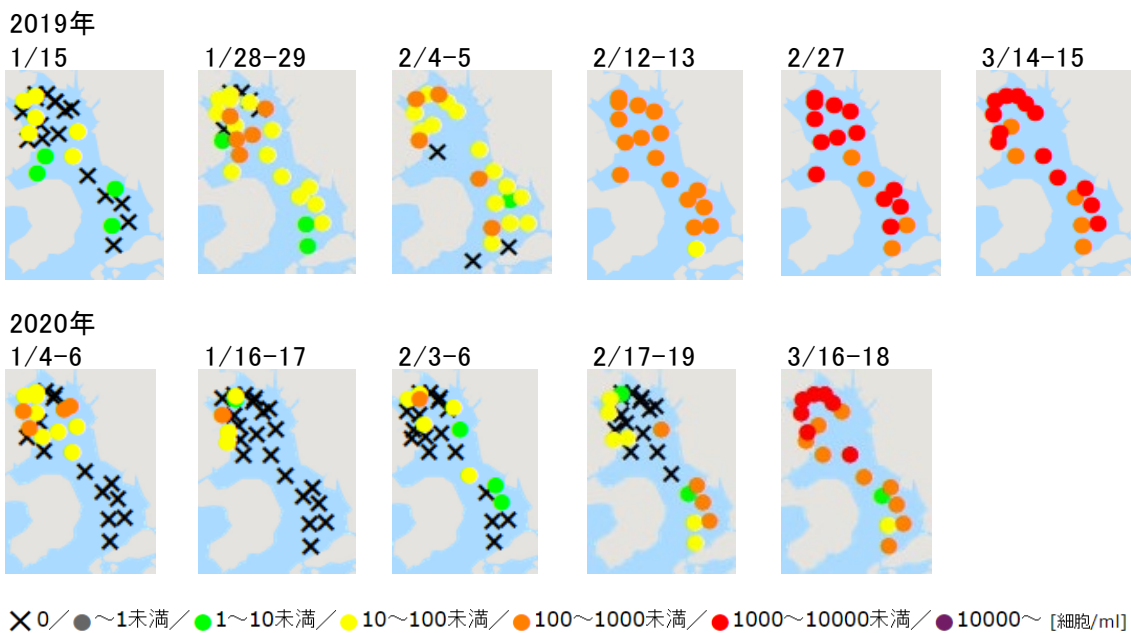 2019年
1/15 1/28-29 2/4-5 2/12-13 2/27 3/14-15
2020年
1/4-6 1/16-17 2/3-6 2/17-19 3/16-18
0／ ～1未満／ 1～10未満／ 10～100未満／ 100～1000未満／ 1000～10000未満／ 10000～ [細胞/ml]